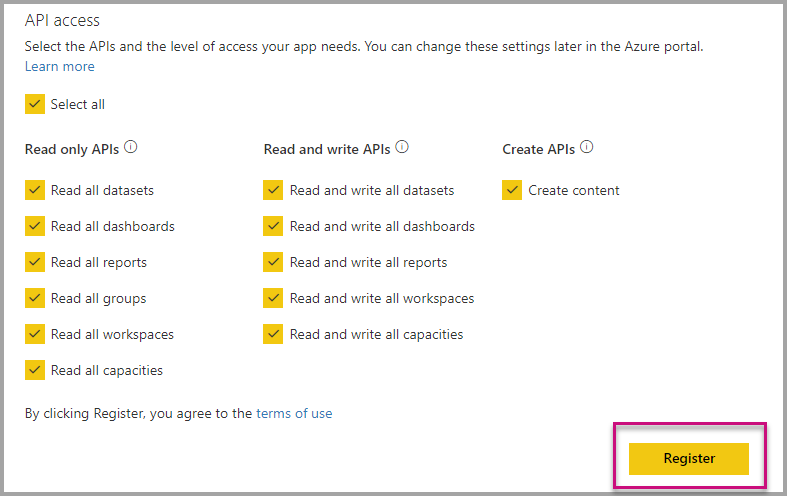 API access
Select the APIs and the level of access your app needs. You can change these settings later in the Azure portal.
Learn more
Select all
Read only APIs
Read and write APIs
Create APIs
Read all datasets
Read and write all datasets
Create content
Read all dashboards
Read and write all dashboards
Read all reports
Read and write all reports
Read all groups
Read and write all workspaces
Read all workspaces
Read and write all capacities
Read all capacities
By clicking Register, you agree to the terms of use
Register